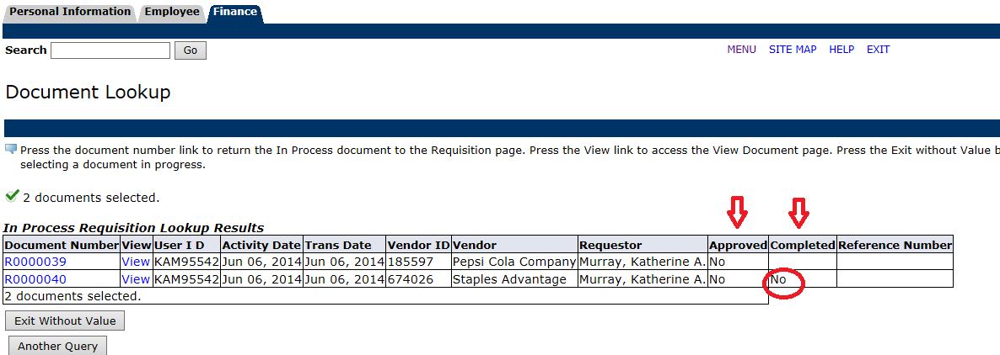 Personal Information Employee Finance
Search Go MENU SITE MAP HELP EXIT
Document Lookup
Press the document number link to return the In Process document to the Requisition page. Press the View link to access the View Document page. Press the Exit without Value b
selecting a document in progress.
2 documents selected.
In Process Requisition Lookup Results
Document Number View User I D Activity Date Trans Date Vendor ID Vendor Requestor Approved Completed Reference Number
R0000039 View KAM95542 Jun 06, 2014 Jun 06, 2014 185597 Pepsi Cola Company Murray, Katherine A. No
R0000040 View KAM95542 Jun 06, 2014 Jun 06, 2014 674026 Staples Advantage Murray, Katherine A. No No
2 documents selected.
Exit Without Value
Another Query